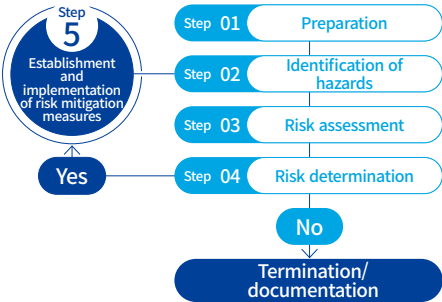 Step
5
Establishment
and
implementation
of risk mitigation
measures
Step 01
Preparation
Step 02
Identification of
hazards
Step 03
Risk assessment
Step 04
Risk determination
Yes
No
Termination/
documentation